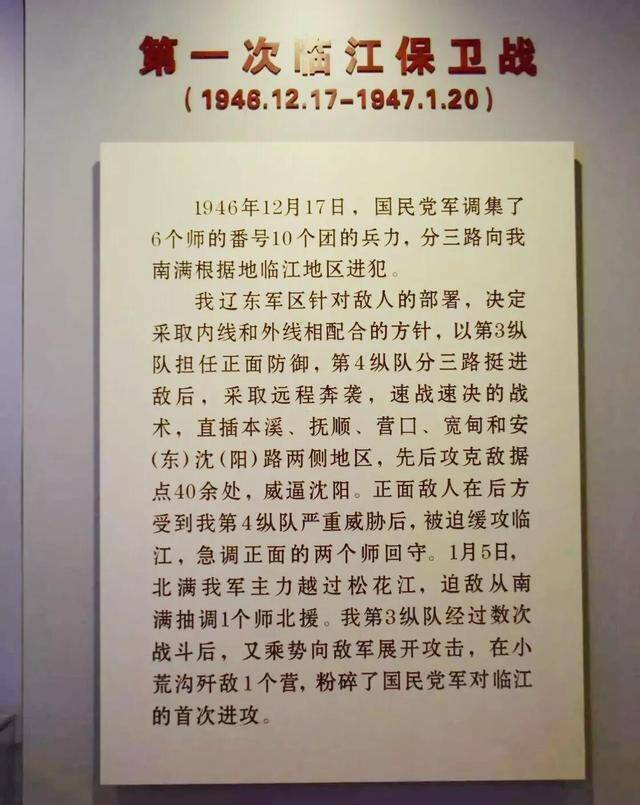 第一次临江保卫战
(1946.12.17-1947.1.20)
1946年12月17日，国民党军调集了
6个师的番号10个团的兵力，分三路向我
南满根据地临江地区进犯。
我辽东军区针对敌人的部署，决定
采取内线和外线相配合的方针，以第3纵
队担任正面防御，第4纵队分三路挺进
敌后，采取远程奔袭，速战速决的战
术，直插本溪、抚顺、营口、宽甸和安
(东)沈(阳)路两侧地区，先后攻克敌据
点40余处，威逼沈阳。正面敌人在后方
受到我第4纵队严重威胁后，被迫缓攻临
江，急调正面的两个师回守。1月5日，
北满我军主力越过松花江，迫敌从南
满抽调1个师北援。我第3纵队经过数次
战斗后，又乘势向敌军展开攻击，在小
荒沟歼敌1个营，粉碎了国民党军对临江
的首次进攻。